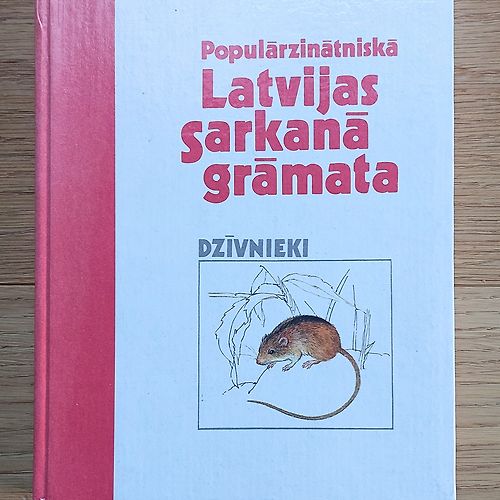 Populārzinātniskā
Latvijas
sarkanā
grāmata
DZĪVNIEKI